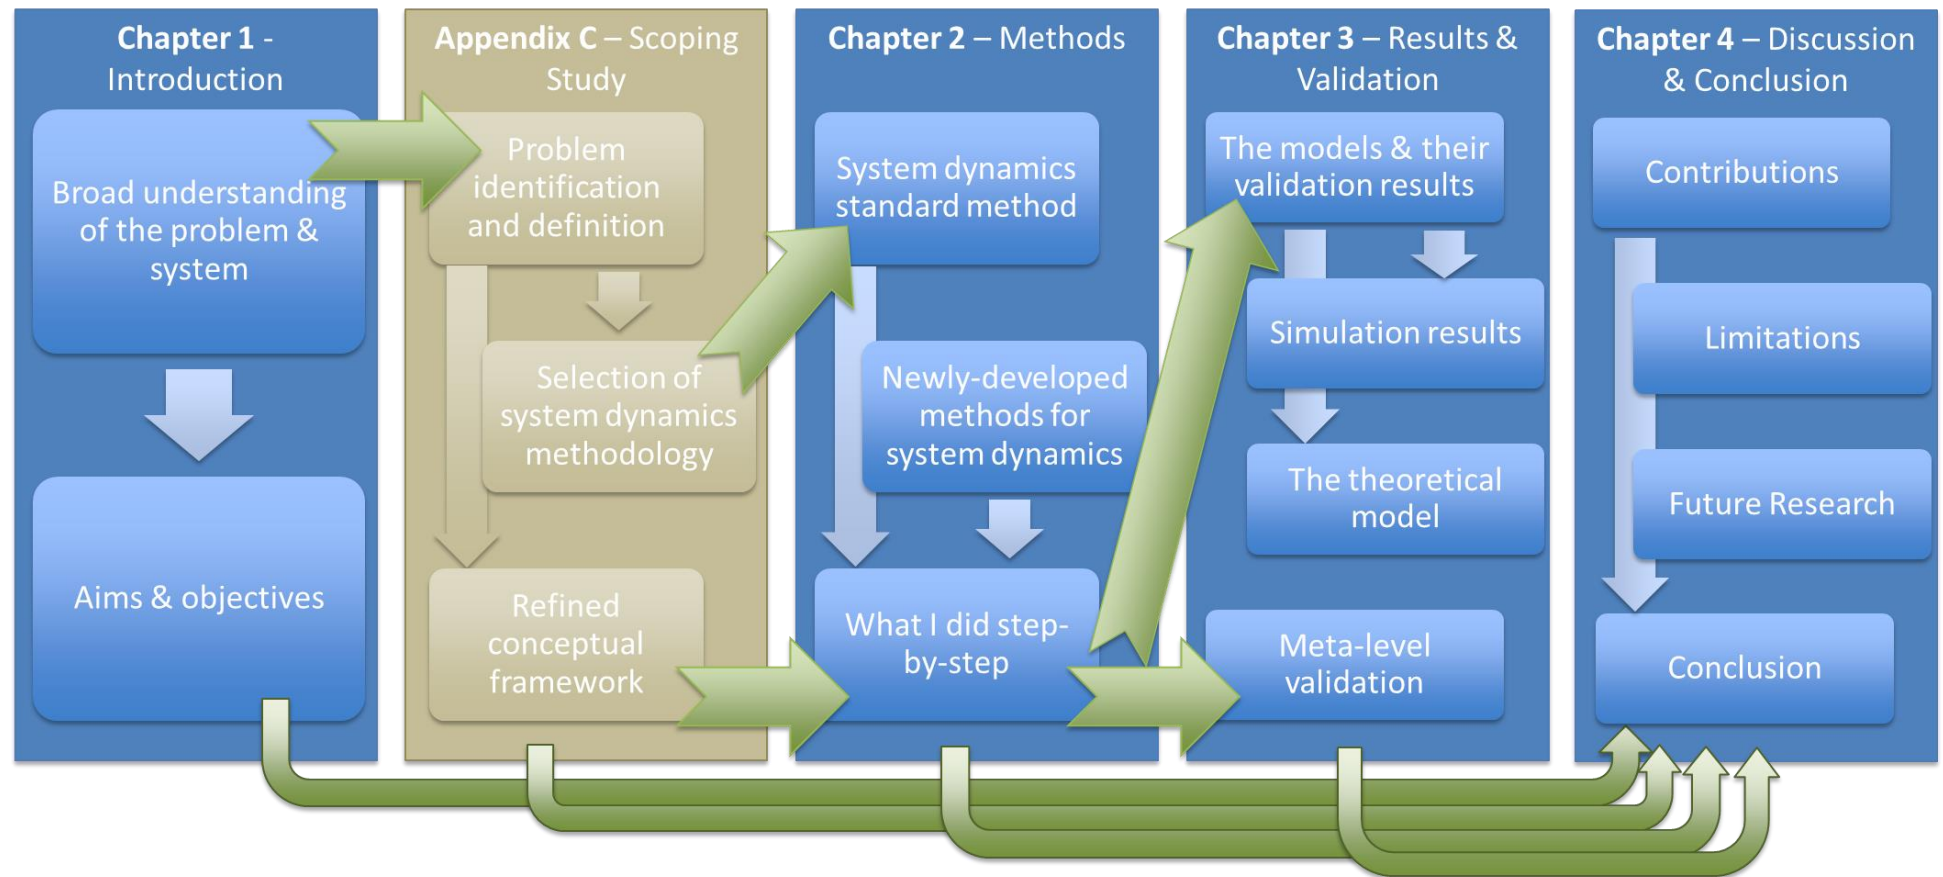 Chapter 1 -
Introduction
Broad understanding
of the problem &
system
Aims & objectives
Appendix C – Scoping
Study
Problem
identification
and definition
Selection of
system dynamics
methodology
Refined
conceptual
framework
Chapter 2 – Methods
System dynamics
standard method
Newly-developed
methods for
system dynamics
What I did step-
by-step
Chapter 3 – Results &
Validation
The models & their
validation results
Simulation results
The theoretical
model
Meta-level
validation
Chapter 4 – Discussion
& Conclusion
Contributions
Limitations
Future Research
Conclusion